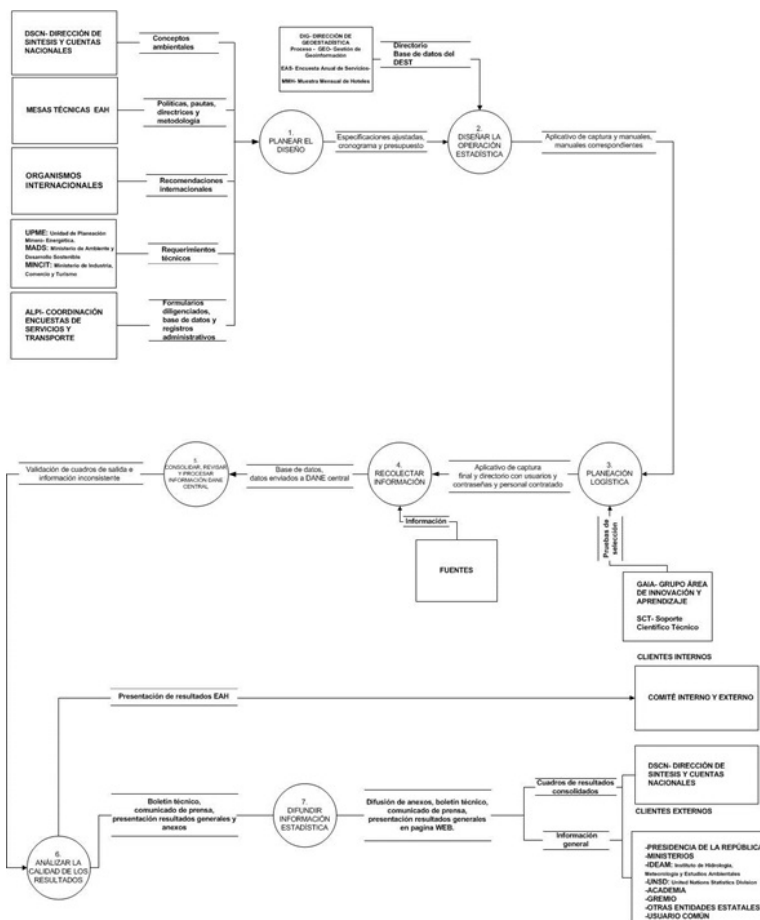 DSCN- DIRECCIÓN DE
SINTESIS Y CUENTAS
NACIONALES
Conceptos
ambientales
MESAS TÉCNICAS EAH
Políticas, pautas,
directrices y
metodología
ORGANISMOS
INTERNACIONALES
Recomendaciones
internacionales
UPME: Unidad de Planeación
Minero- Energética.
MADS: Ministerio de Ambiente y
Desarrollo Sostenible
MINCIT: Ministerio de Industria,
Comercio y Turismo
Requerimientos
técnicos
ALPI- COORDINACIÓN
ENCUESTAS DE
SERVICIOS Y
TRANSPORTE
Formularios
diligenciados,
base de datos y
registros
administrativos
1.
PLANEAR EL
DISEÑO
Especificaciones ajustadas,
cronograma y presupuesto
DIG- DIRECCIÓN DE
GEOESTADÍSTICA
Process - GEO- Gestión de
Geoinformación
EAS- Encuesta Anual de Servicios-
MMH- Muestra Mensual de Hoteles
Directorio
Base de datos del
DEST
2.
DISEÑAR LA
OPERACIÓN
ESTADÍSTICA
Aplicativo de captura y manuales,
manuales correspondientes
3.
PLANEACIÓN
LOGÍSTICA
Pruebas de
selección
GAIA- GRUPO ÁREA
DE INNOVACIÓN Y
APRENDIZAJE
SCT- Soporte
Científico Técnico
Aplicativo de captura
final y directorio con usuarios y
contraseñas y personal contratado
4.
RECOLECTAR
INFORMACIÓN
Información
FUENTES
Base de datos,
datos enviados a DANE central
5.
CONSOLIDAR, REVISAR
Y PROCESAR
INFORMACIÓN DANE
CENTRAL
Validación de cuadros de salida e
información inconsistente
6.
ANÁLIZAR LA
CALIDAD DE LOS
RESULTADOS
Presentación de resultados EAH
CLIENTES INTERNOS
COMITÉ INTERNO Y EXTERNO
Boletín técnico,
comunicado de prensa,
presentación resultados generales y
anexos
7.
DIFUNDIR
INFORMACIÓN
ESTADÍSTICA
Difusión de anexos, boletín técnico,
comunicado de prensa,
presentación resultados generales
en pagina WEB.
Cuadros de resultados
consolidados
DSCN- DIRECCIÓN DE
SINTESIS Y CUENTAS
NACIONALES
CLIENTES EXTERNOS
Información
general
-PRESIDENCIA DE LA REPÚBLICA
-MINISTERIOS
-IDEAM: Instituto de Hidrología,
Meteorología y Estudios Ambientales
-UNSD: United Nations Statistics Division
-ACADEMIA
-GREMIO
-OTRAS ENTIDADES ESTATALES
-USUARIO COMÚN